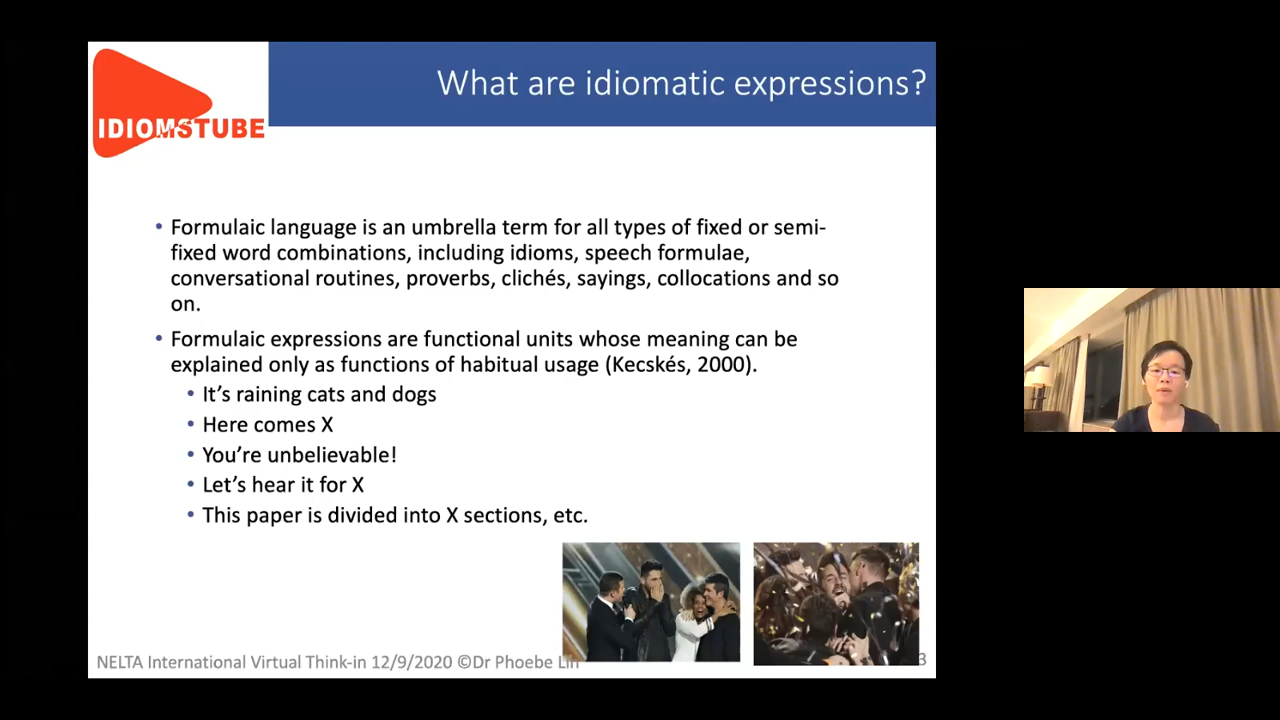 What are idiomatic expressions?
IDIOMSTUBE
• Formulaic language is an umbrella term for all types of fixed or semi-
fixed word combinations, including idioms, speech formulae,
conversational routines, proverbs, clichés, sayings, collocations and so
on.
• Formulaic expressions are functional units whose meaning can be
explained only as functions of habitual usage (Kecskés, 2000).
• It’s raining cats and dogs
• Here comes X
• You’re unbelievable!
• Let’s hear it for X
• This paper is divided into X sections, etc.
NELTA International Virtual Think-in 12/9/2020 ©Dr Phoebe Lin
3